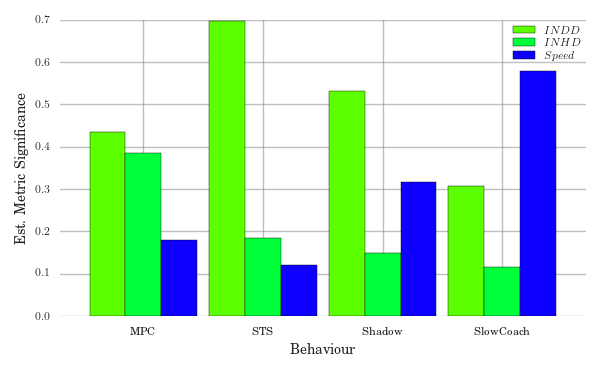 0.7
0.6
0.5
0.4
0.3
0.2
0.1
0.0
Est. Metric Significance
INDD
INHD
Speed
MPC STS Shadow SlowCoach
Behaviour